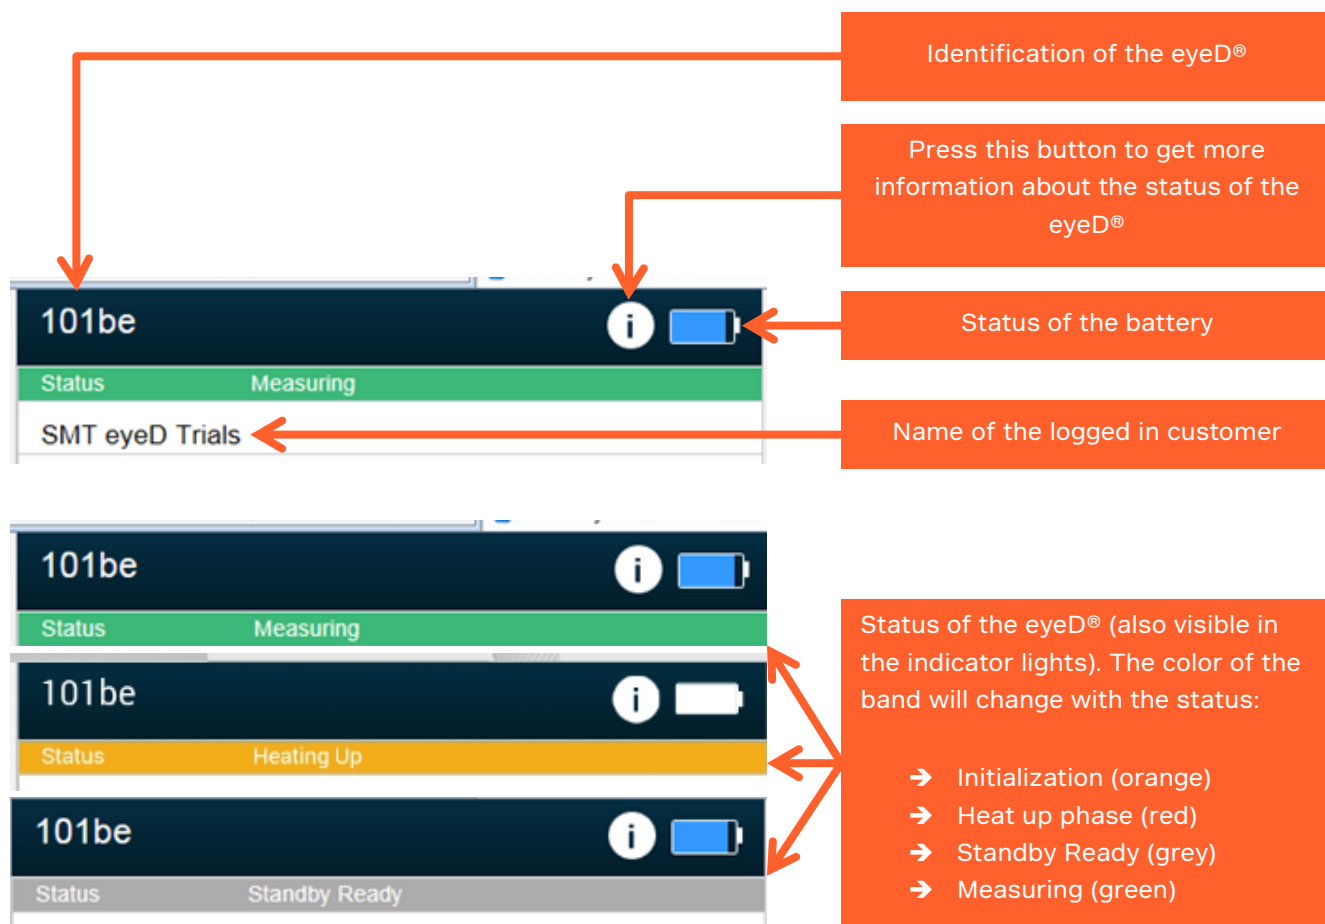 Identification of the eyeD®
Press this button to get more
information about the status of the
eyeD®
101be
i
Status of the battery
Status Measuring
SMT eyeD Trials
Name of the logged in customer
101be
i
Status Measuring
101be
i
Status Heating Up
101be
i
Status Standby Ready
Status of the eyeD® (also visible in
the indicator lights). The color of the
band will change with the status:
➔ Initialization (orange)
➔ Heat up phase (red)
➔ Standby Ready (grey)
➔ Measuring (green)